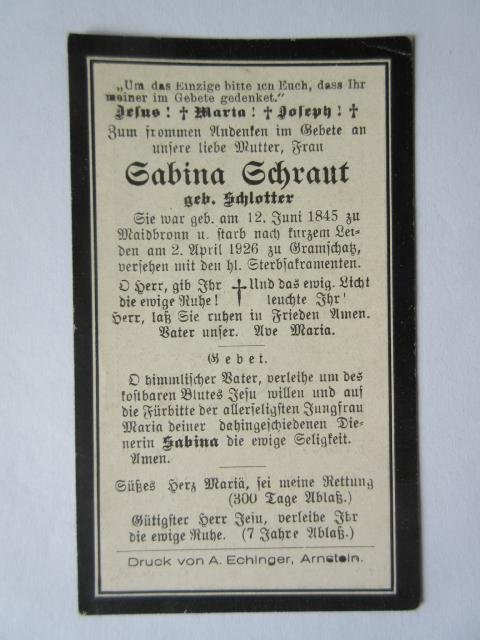 „Um das Einzige bitte ich Euch, dass Ihr
meiner im Gebete gedenket."
Jesus! † Maria! † Joseph! †
Zum frommen Andenken im Gebete an
unsere liebe Mutter, Frau
Sabina Schraut
geb. Schlotter
Sie war geb. am 12. Juni 1845 zu
Maidbronn u. starb nach kurzem Lei-
den am 2. April 1926 zu Gramschatz,
versehen mit den hl. Sterbsakramenten.
O Herr, gib Ihr † Und das ewig. Licht
die ewige Ruhe! leuchte Ihr!
Herr, laß Sie ruhen in Frieden Amen.
Vater unser. Ave Maria.
Gebet.
O himmlischer Vater, verleihe um des
kostbaren Blutes Jesu willen und auf
die Fürbitte der allerseligsten Jungfrau
Maria deiner dahingeschiedenen Die-
nerin Sabina die ewige Seligkeit.
Amen.
Süßes Herz Mariä, sei meine Rettung
(300 Tage Ablaß.)
Gütigster Herr Jesu, verleihe Ihr
die ewige Ruhe. (7 Jahre Ablaß.)
Druck von A. Echinger, Arnstein.